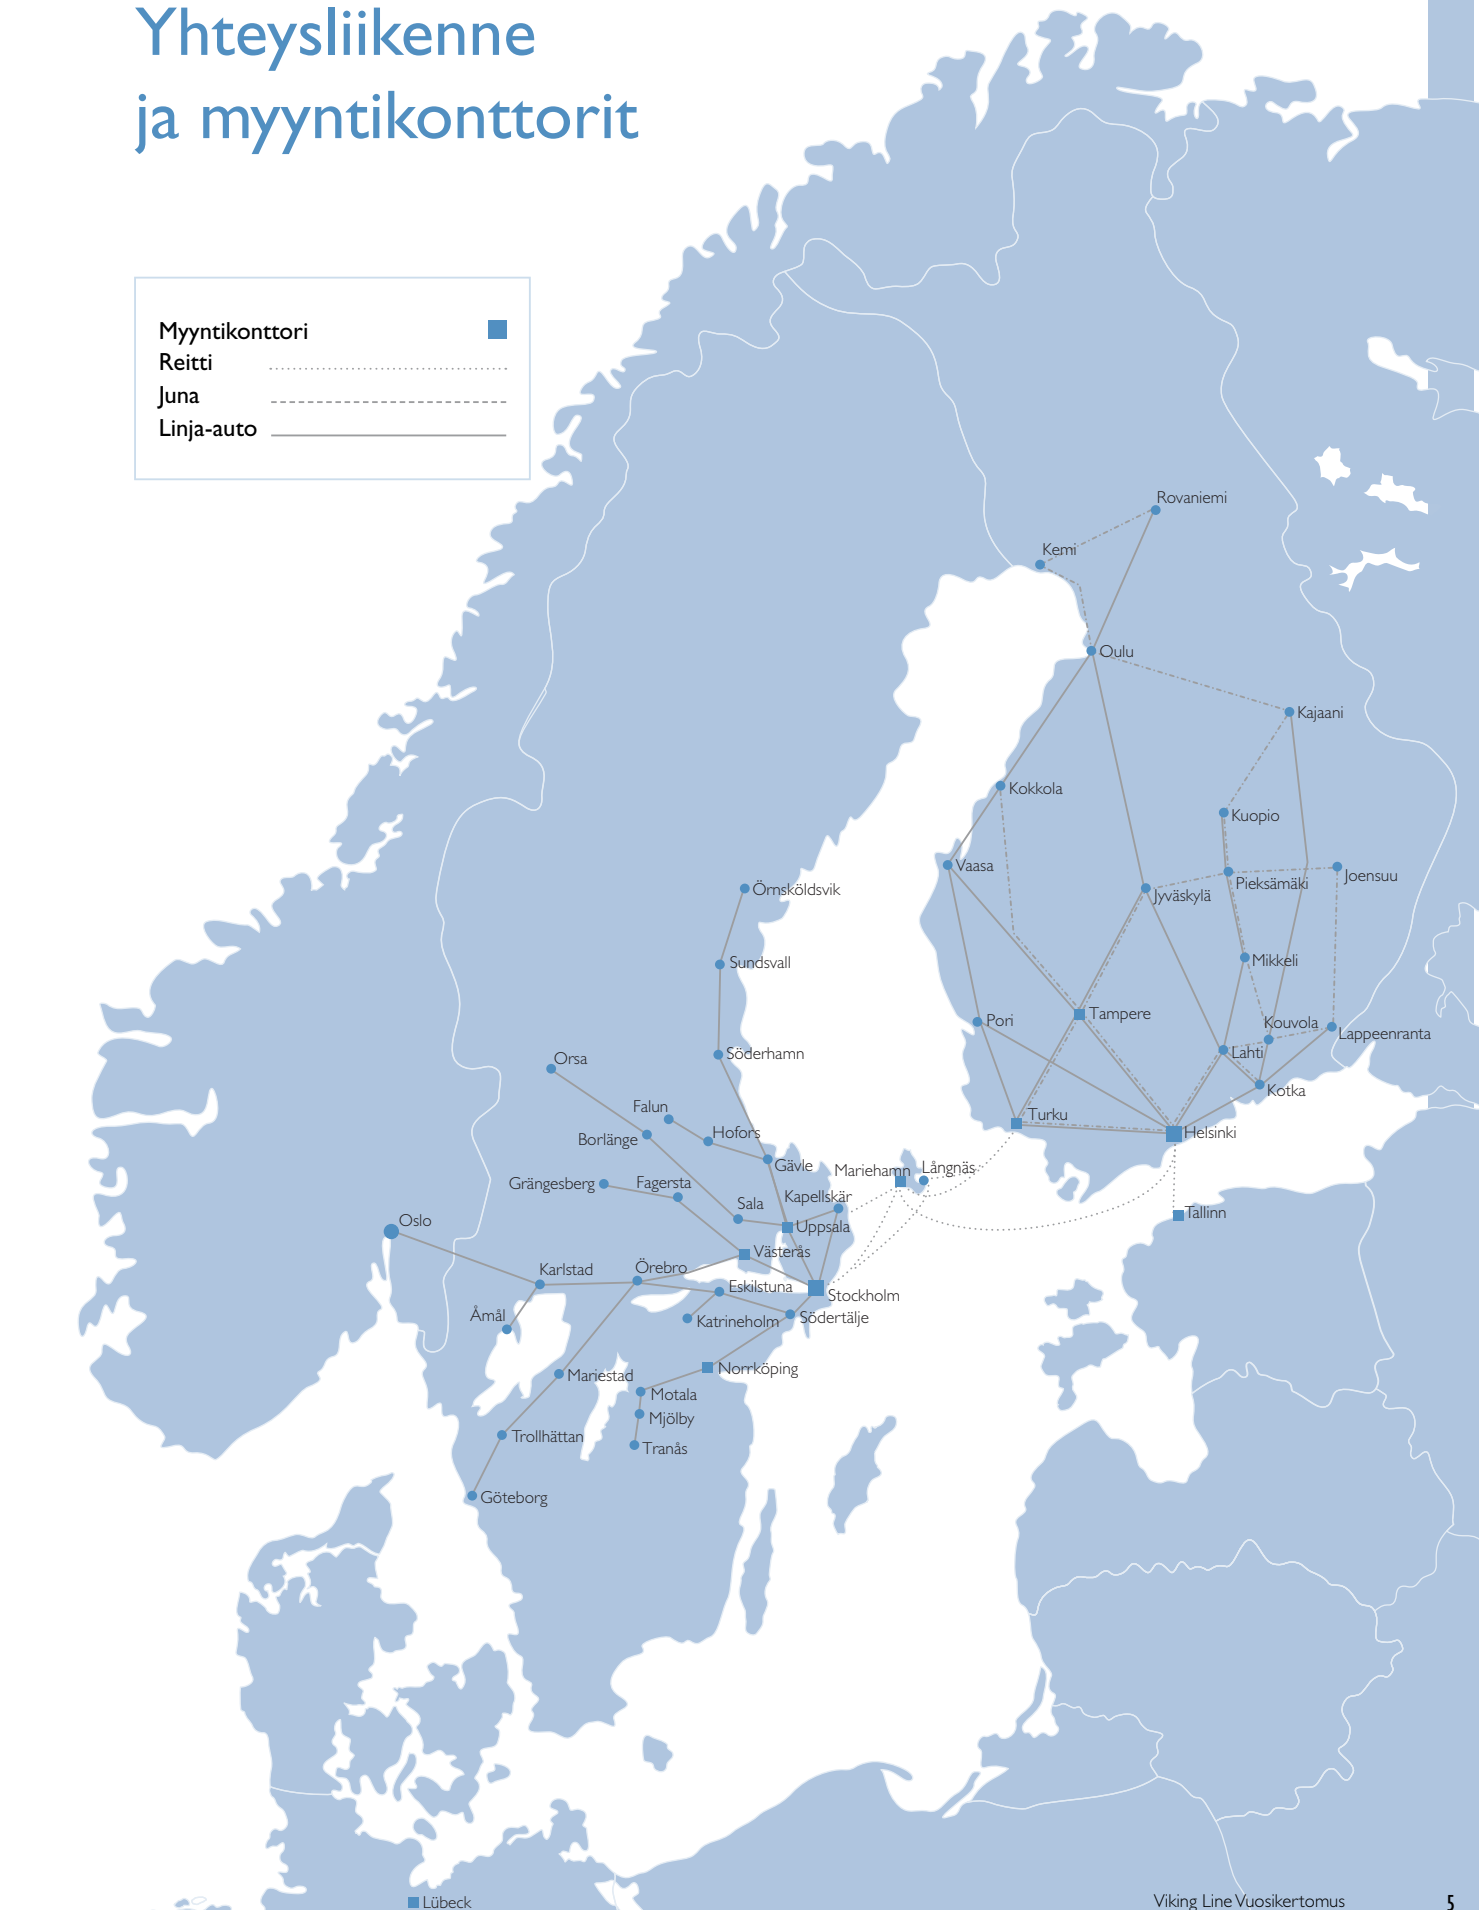 Yhteysliikenne
ja myyntikonttorit
Myyntikonttori
Reitti
Juna
Linja-auto
Rovaniemi
Kemi
Oulu
Kajaani
Kokkola
Kuopio
Vaasa
Pieksämäki
Joensuu
Jyväskylä
Örnsköldsvik
Sundsvall
Mikkeli
Tampere
Pori
Kouvola
Lappeenranta
Söderhamn
Lahti
Orsa
Kotka
Falun
Turku
Hofors
Borlänge
Helsinki
Gävle
Mariehamn
Långnäs
Grängesberg
Fagersta
Kapellskär
Sala
Tallinn
Oslo
Uppsala
Västerås
Karlstad
Örebro
Eskilstuna
Stockholm
Åmål
Katrineholm
Södertälje
Norrköping
Mariestad
Motala
Mjölby
Trollhättan
Tranås
Göteborg
Lübeck
Viking Line Vuosikertomus
5